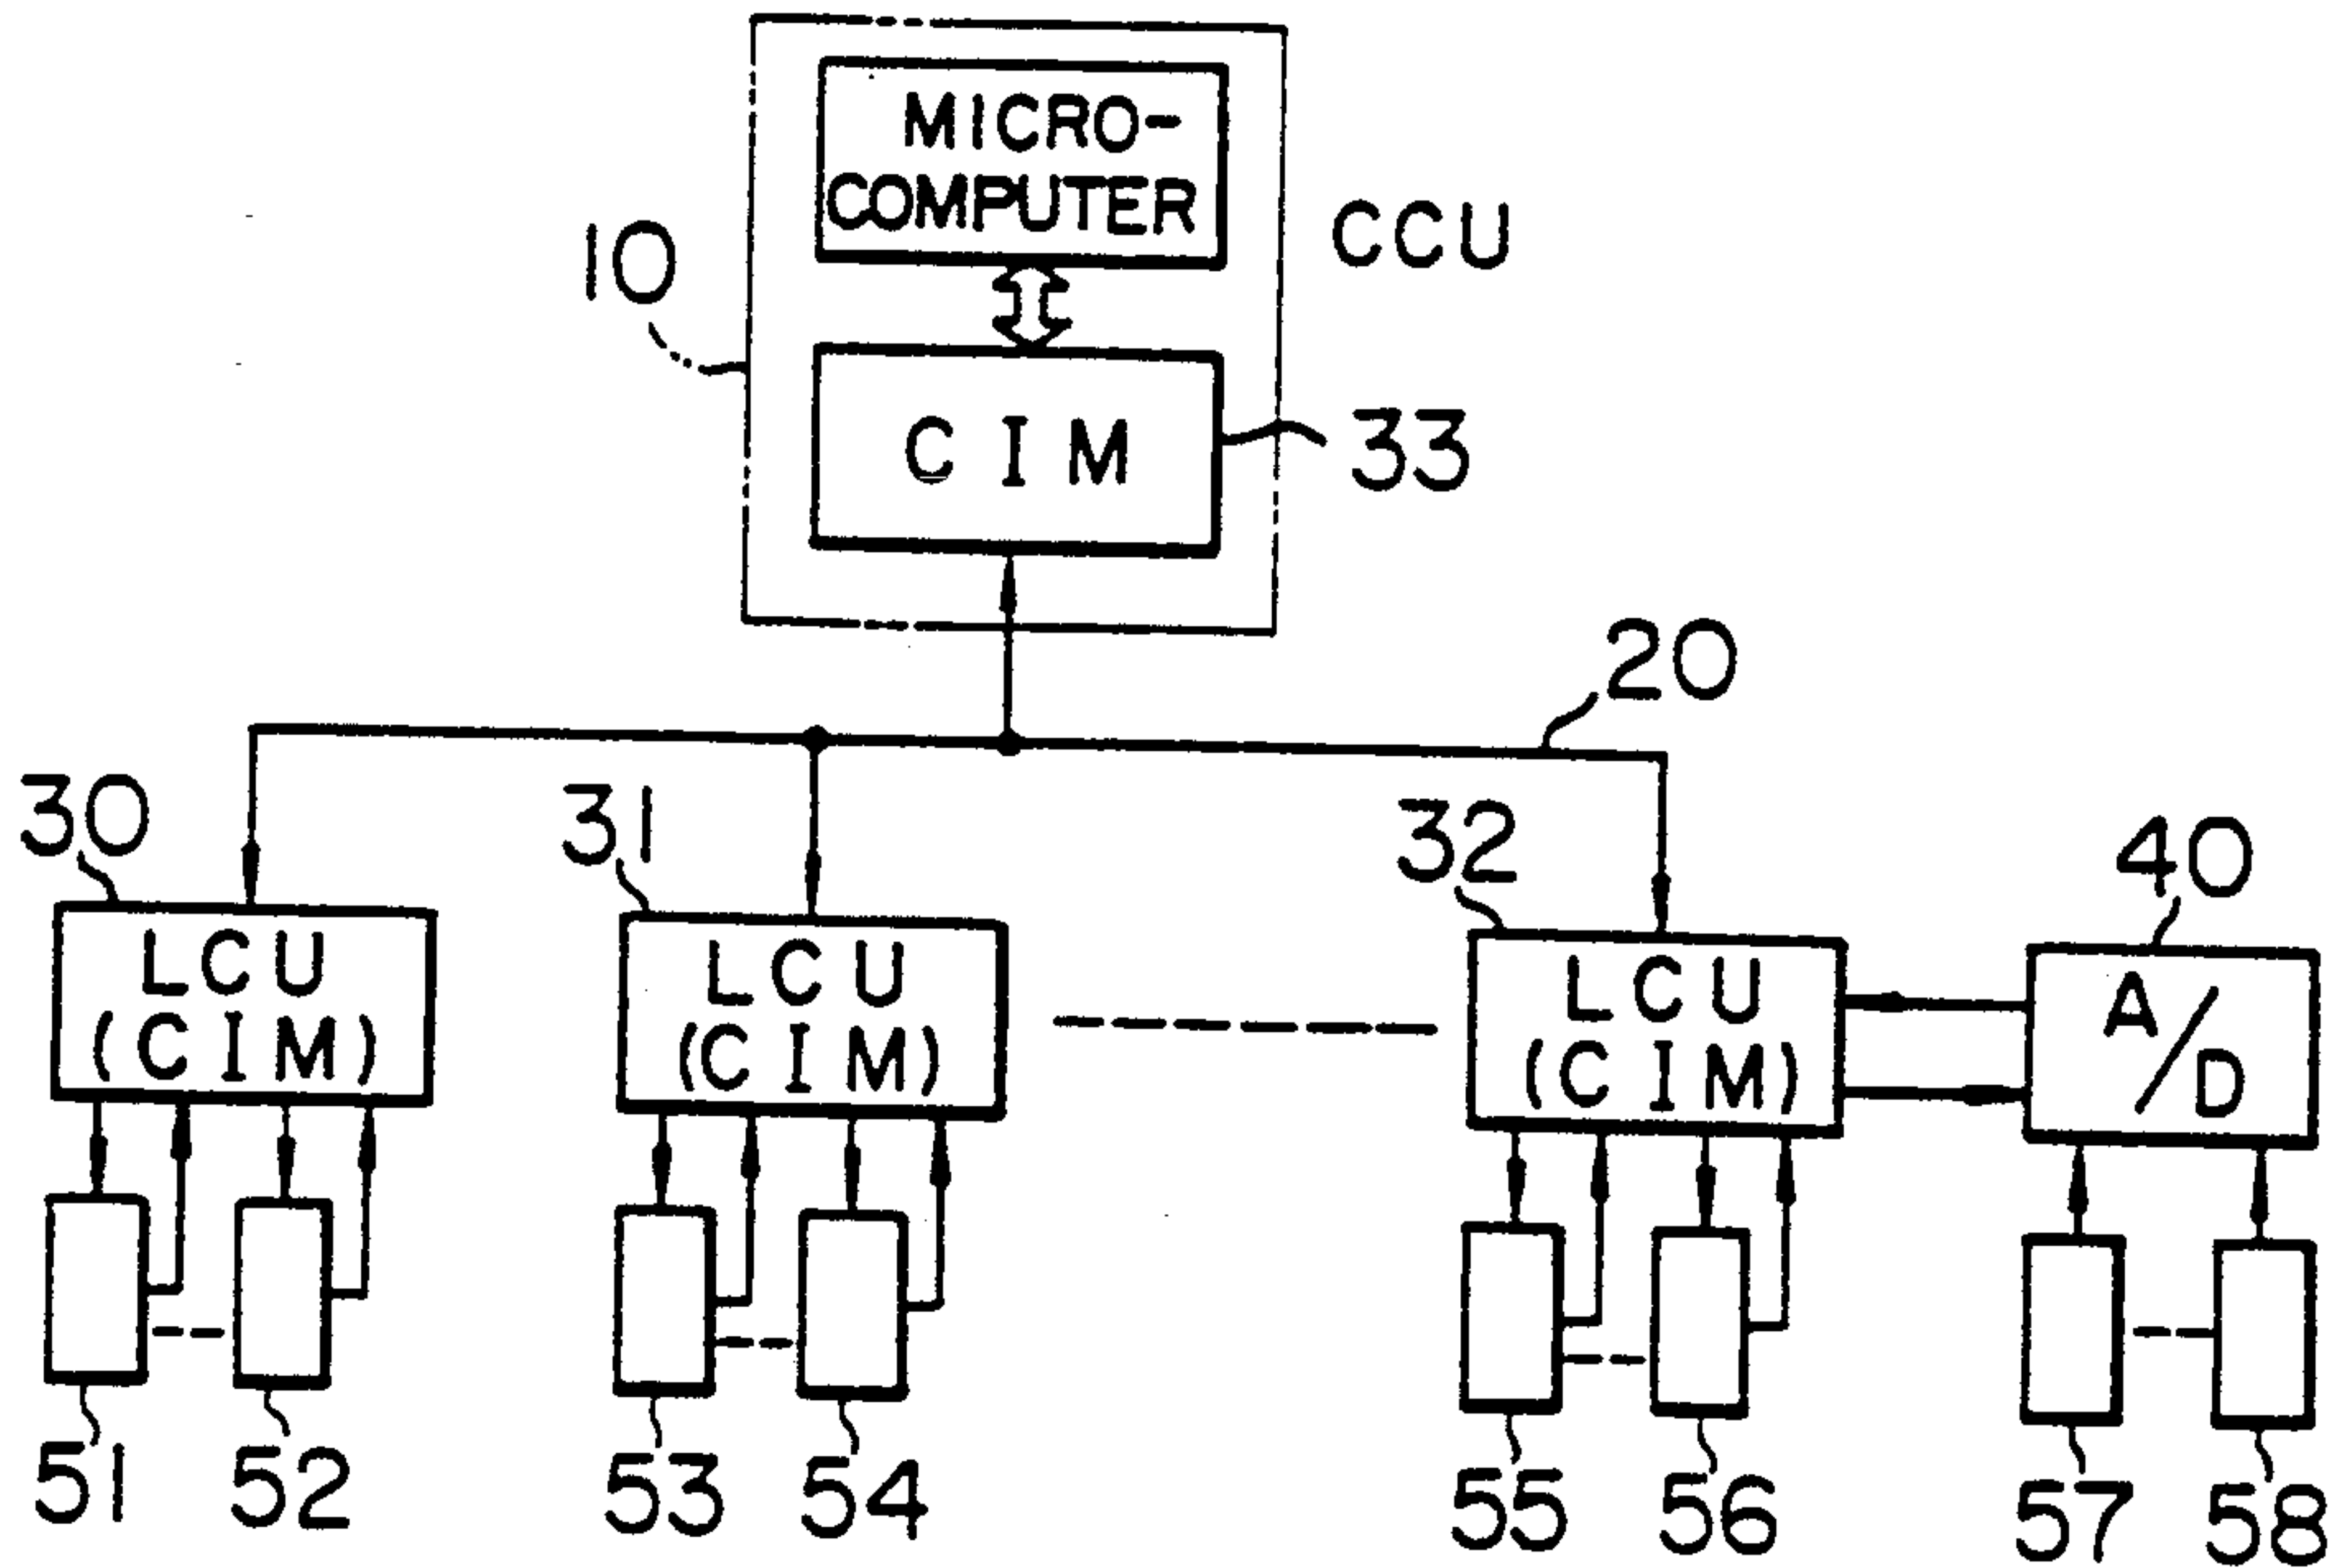 MICRO-
COMPUTER
CCU
10
CIM
33
20
30
31
32
40
LCU
(CIM)
LCU
(CIM)
LCU
(CIM)
A/D
51
52
53
54
55
56
57
58